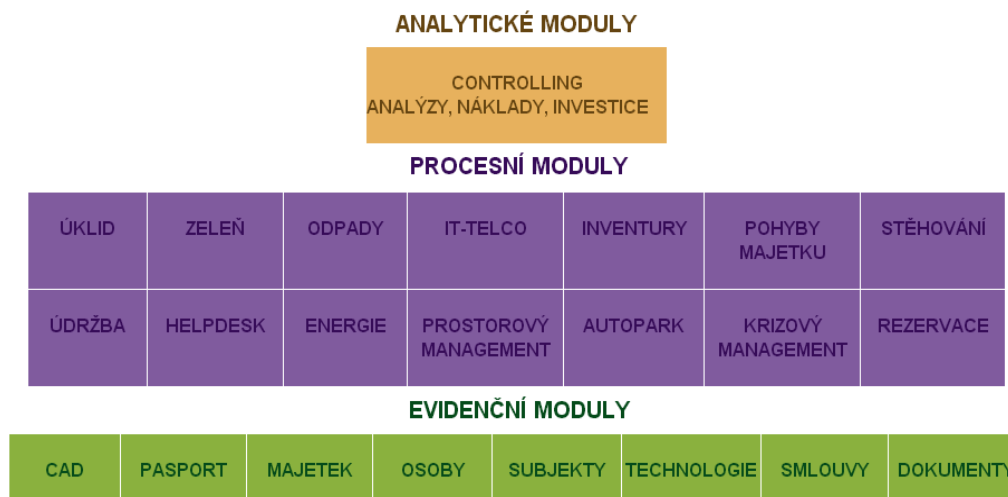 ANALYTICKÉ MODULY
CONTROLLING
ANALÝZY, NÁKLADY, INVESTICE
PROCESNÍ MODULY
ÚKLID ZELEŇ ODPADY IT-TELCO INVENTURY POHYBY MAJETKU STĚHOVÁNÍ
ÚDRŽBA HELPDESK ENERGIE PROSTOROVÝ MANAGEMENT AUTOPARK KRIZOVÝ MANAGEMENT REZERVACE
EVIDENČNÍ MODULY
CAD PASPORT MAJETEK OSOBY SUBJEKTY TECHNOLOGIE SMLOUVY DOKUMENTY